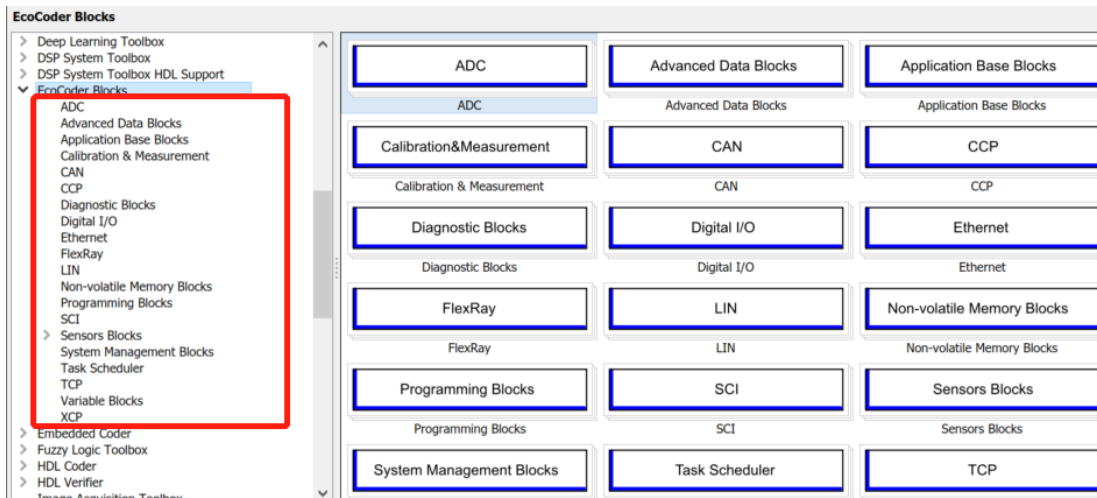 EcoCoder Blocks
Deep Learning Toolbox
DSP System Toolbox
DSP System Toolbox HDL Support
EcoCoder Blocks
ADC
Advanced Data Blocks
Application Base Blocks
Calibration & Measurement
CAN
CCP
Diagnostic Blocks
Digital I/O
Ethernet
FlexRay
LIN
Non-volatile Memory Blocks
Programming Blocks
SCI
Sensors Blocks
System Management Blocks
Task Scheduler
TCP
Variable Blocks
XCP
Embedded Coder
Fuzzy Logic Toolbox
HDL Coder
HDL Verifier
Image Acquisition Toolbox
ADC Advanced Data Blocks Application Base Blocks
ADC Advanced Data Blocks Application Base Blocks
Calibration&Measurement CAN CCP
Calibration & Measurement CAN CCP
Diagnostic Blocks Digital I/O Ethernet
Diagnostic Blocks Digital I/O Ethernet
FlexRay LIN Non-volatile Memory Blocks
FlexRay LIN Non-volatile Memory Blocks
Programming Blocks SCI Sensors Blocks
Programming Blocks SCI Sensors Blocks
System Management Blocks Task Scheduler TCP